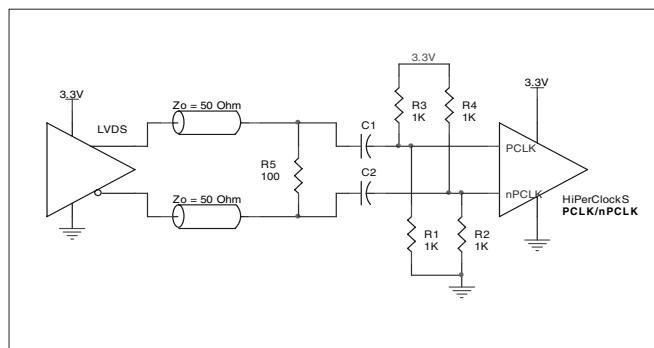 3.3V
3.3V
3.3V
Zo = 50 Ohm
LVDS
R3
1K
R4
1K
C1
PCLK
R5
100
C2
nPCLK
Zo = 50 Ohm
HiPerClockS
PCLK/nPCLK
R1
1K
R2
1K